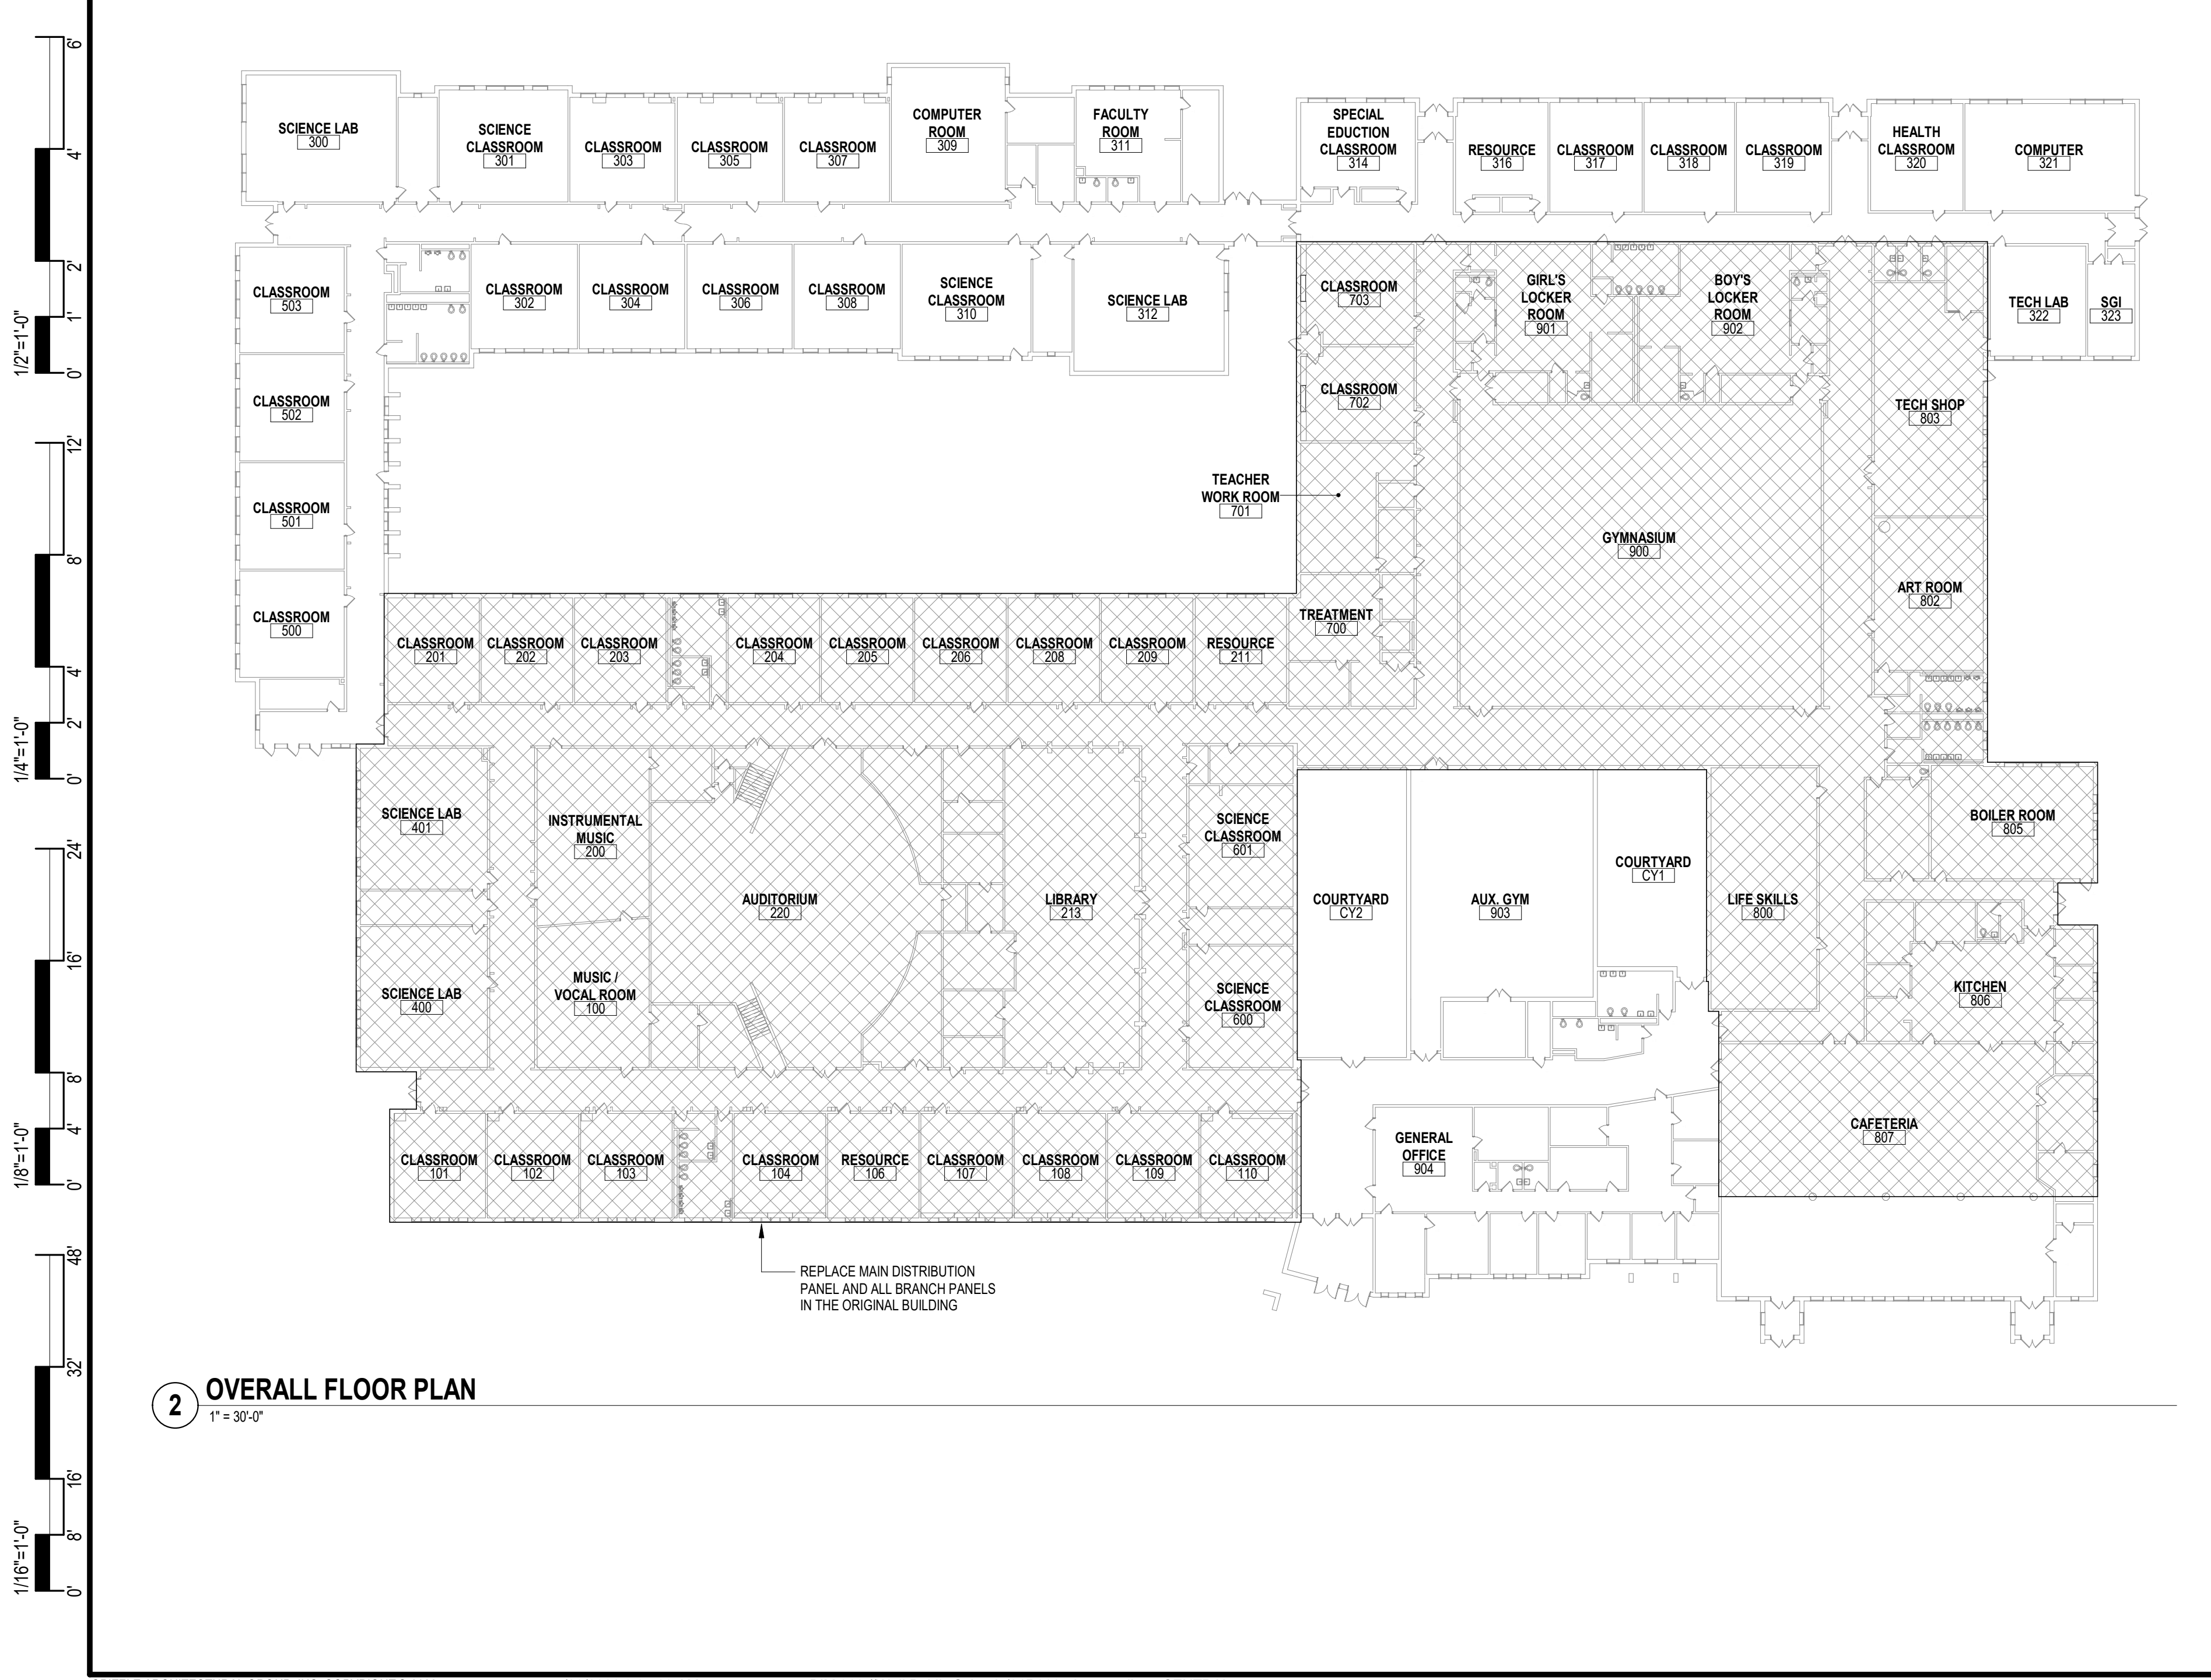 SCIENCE LAB
300
SCIENCE
CLASSROOM
301
CLASSROOM
303
CLASSROOM
305
CLASSROOM
307
COMPUTER
ROOM
309
FACULTY
ROOM
311
SPECIAL
EDUCTION
CLASSROOM
314
RESOURCE
316
CLASSROOM
317
CLASSROOM
318
CLASSROOM
319
HEALTH
CLASSROOM
320
COMPUTER
321
CLASSROOM
503
CLASSROOM
302
CLASSROOM
304
CLASSROOM
306
CLASSROOM
308
SCIENCE
CLASSROOM
310
SCIENCE LAB
312
CLASSROOM
703
GIRL'S
LOCKER
ROOM
901
BOY'S
LOCKER
ROOM
902
TECH LAB
322
SGI
323
CLASSROOM
502
CLASSROOM
702
TECH SHOP
803
CLASSROOM
501
TEACHER
WORK ROOM
701
GYMNASIUM
900
ART ROOM
802
CLASSROOM
500
TREATMENT
700
CLASSROOM
201
CLASSROOM
202
CLASSROOM
203
CLASSROOM
204
CLASSROOM
205
CLASSROOM
206
CLASSROOM
208
CLASSROOM
209
RESOURCE
211
SCIENCE LAB
401
INSTRUMENTAL
MUSIC
200
SCIENCE
CLASSROOM
601
BOILER ROOM
805
COURTYARD
CY1
AUDITORIUM
220
LIBRARY
213
COURTYARD
CY2
AUX. GYM
903
LIFE SKILLS
800
SCIENCE LAB
400
MUSIC /
VOCAL ROOM
100
SCIENCE
CLASSROOM
600
KITCHEN
806
CAFETERIA
807
GENERAL
OFFICE
904
CLASSROOM
101
CLASSROOM
102
CLASSROOM
103
CLASSROOM
104
RESOURCE
106
CLASSROOM
107
CLASSROOM
108
CLASSROOM
109
CLASSROOM
110
REPLACE MAIN DISTRIBUTION
PANEL AND ALL BRANCH PANELS
IN THE ORIGINAL BUILDING
2
OVERALL FLOOR PLAN
1" = 30'-0"
1/2"=1'-0"
0'
1'
2'
4'
6'
1/4"=1'-0"
0'
2'
4'
8'
12'
1/8"=1'-0"
0'
4'
8'
16'
24'
1/16"=1'-0"
0'
8'
16'
32'
48'